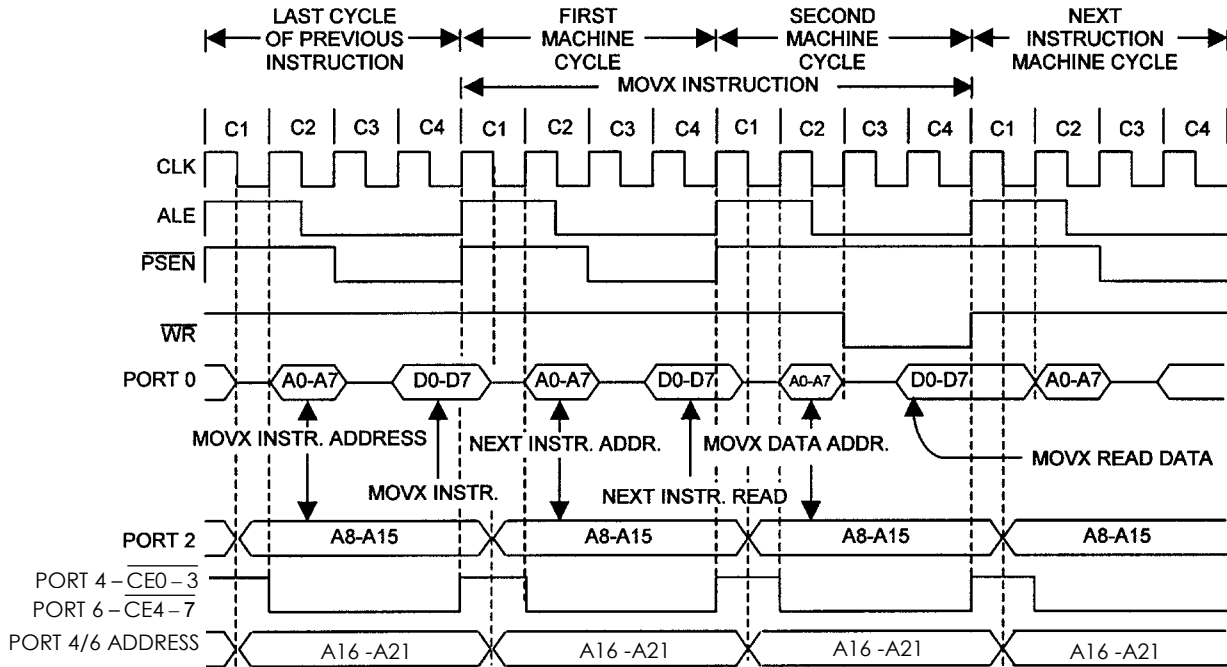 LAST CYCLE OF PREVIOUS INSTRUCTION
FIRST MACHINE CYCLE
SECOND MACHINE CYCLE
NEXT INSTRUCTION MACHINE CYCLE
MOVX INSTRUCTION
C1 C2 C3 C4 C1 C2 C3 C4 C1 C2 C3 C4 C1 C2 C3 C4
CLK
ALE
PSEN
WR
PORT 0 A0-A7 D0-D7 A0-A7 D0-D7 A0-A7 D0-D7 A0-A7
MOVX INSTR. ADDRESS NEXT INSTR. ADDR. MOVX DATA ADDR.
MOVX READ DATA
MOVX INSTR. NEXT INSTR. READ
PORT 2 A8-A15 A8-A15 A8-A15 A8-A15
PORT 4 – CE0 – 3
PORT 6 – CE4 – 7
PORT 4/6 ADDRESS A16 -A21 A16 -A21 A16 -A21 A16 -A21